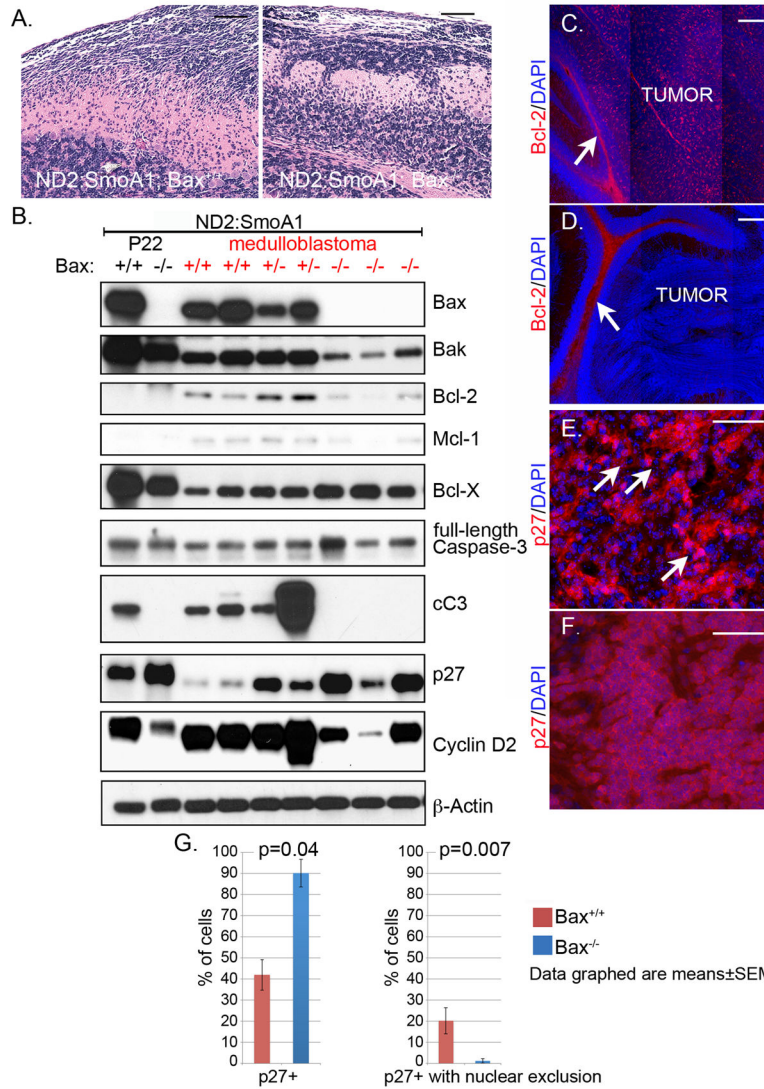 A.
ND2:SmoA1; Bax+/+
ND2:SmoA1; Bax
B.
ND2:SmoA1
P22 medulloblastoma
Bax: +/+ -/- +/+ +/+ +/- +/- -/- -/- -/-
Bax
Bak
Bcl-2
Mcl-1
Bcl-X
full-length
Caspase-3
cC3
p27
Cyclin D2
β-Actin
C.
Bcl-2/DAPI
TUMOR
D.
Bcl-2/DAPI
TUMOR
E.
p27/DAPI
F.
p27/DAPI
G.
p=0.04
% of cells
100
90
80
70
60
50
40
30
20
10
0
p27+
p=0.007
% of cells
100
90
80
70
60
50
40
30
20
10
0
p27+ with nuclear exclusion
Bax+/+
Bax-/-
Data graphed are means±SEM